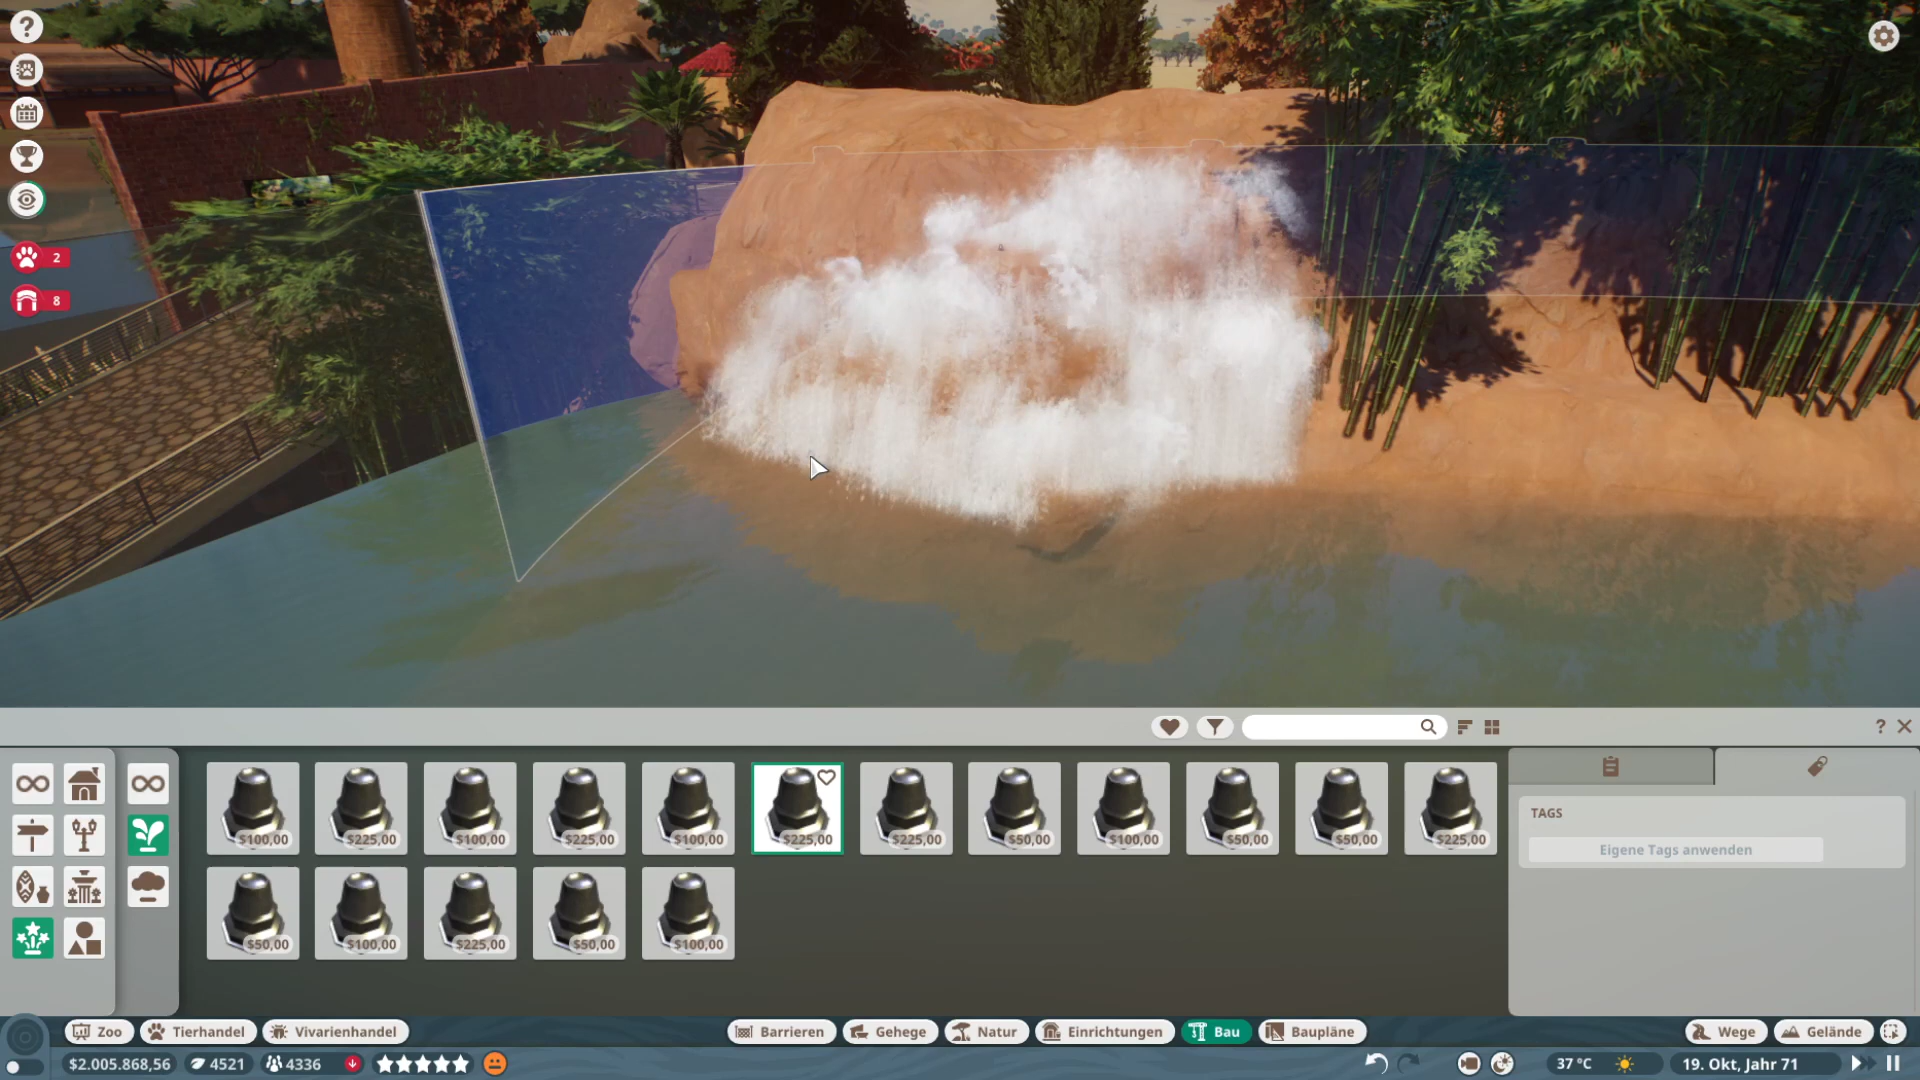 ?
2
8
?
$100,00
$225,00
$100,00
$225,00
$100,00
$225,00
$225,00
$50,00
$100,00
$50,00
$50,00
$225,00
$50,00
$100,00
$225,00
$50,00
$100,00
TAGS
Eigene Tags anwenden
Zoo
Tierhandel
Vivarienhandel
Barrieren
Gehege
Natur
Einrichtungen
Bau
Baupläne
Wege
Gelände
$2.005.868,56
4521
4336
37 °C
19. Okt, Jahr 71